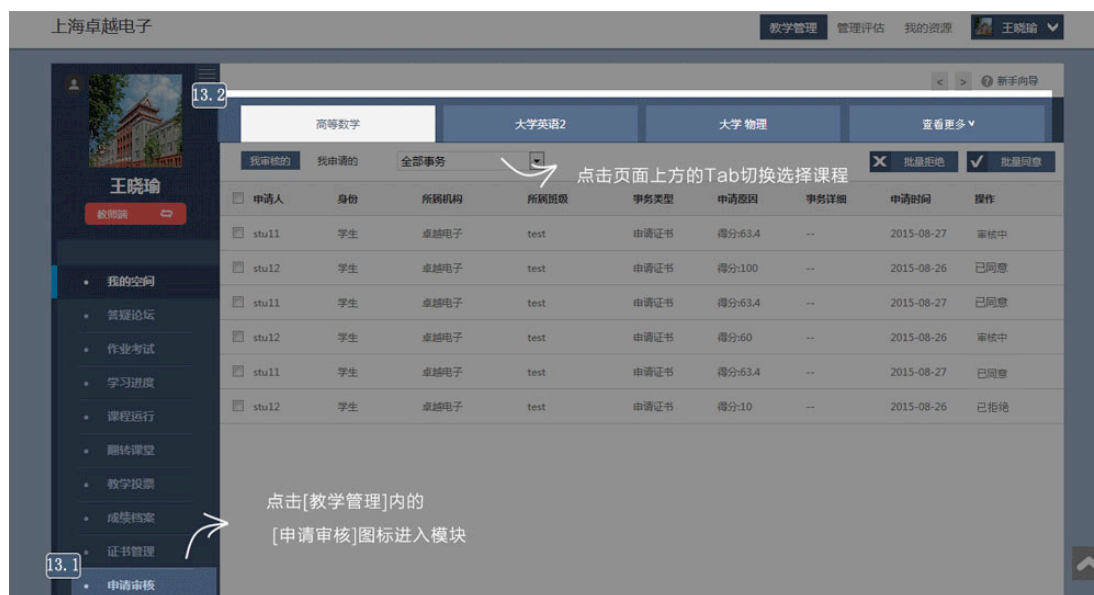 上海卓越电子
教学管理 管理评估 我的资源 王晓瑜
< > 新手向导
13.2
高等数学 大学英语2 大学 物理 查看更多
我审核的 我申请的 全部事务 批量拒绝 批量同意
点击页面上方的Tab切换选择课程
王晓瑜
教师端
申请人 身份 所属机构 所属班级 事务类型 申请原因 事务详细 申请时间 操作
stu11 学生 卓越电子 test 申请证书 得分:63.4 -- 2015-08-27 审核中
stu12 学生 卓越电子 test 申请证书 得分:100 -- 2015-08-26 已同意
stu11 学生 卓越电子 test 申请证书 得分:63.4 -- 2015-08-27 已同意
stu12 学生 卓越电子 test 申请证书 得分:60 -- 2015-08-26 审核中
stu11 学生 卓越电子 test 申请证书 得分:63.4 -- 2015-08-27 已同意
stu12 学生 卓越电子 test 申请证书 得分:10 -- 2015-08-26 已拒绝
我的空间
答疑论坛
作业考试
学习进度
课程运行
翻转课堂
教学投票
成绩档案
证书管理
13.1
申请审核
点击[教学管理]内的
[申请审核]图标进入模块